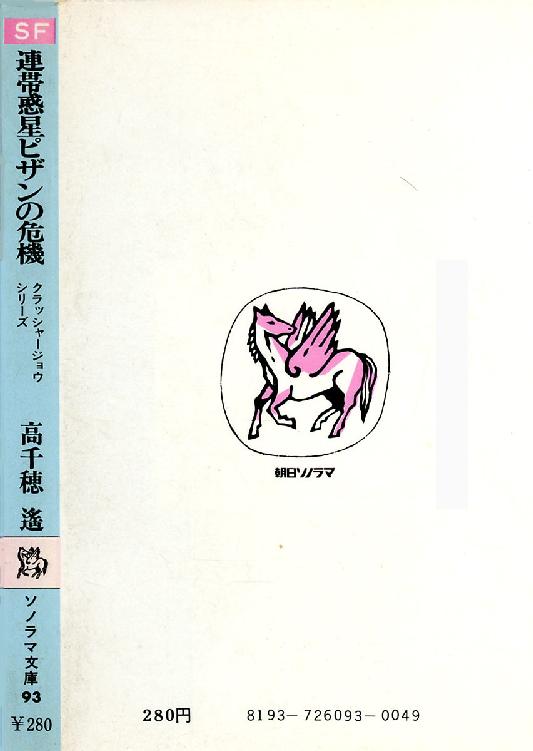 SF
連帯惑星ピザンの危機
クラッシャージョウ
シリーズ
高千穂 遙
ソノラマ文庫
93
¥280
朝日ソノラマ
280円
8193-726093-0049